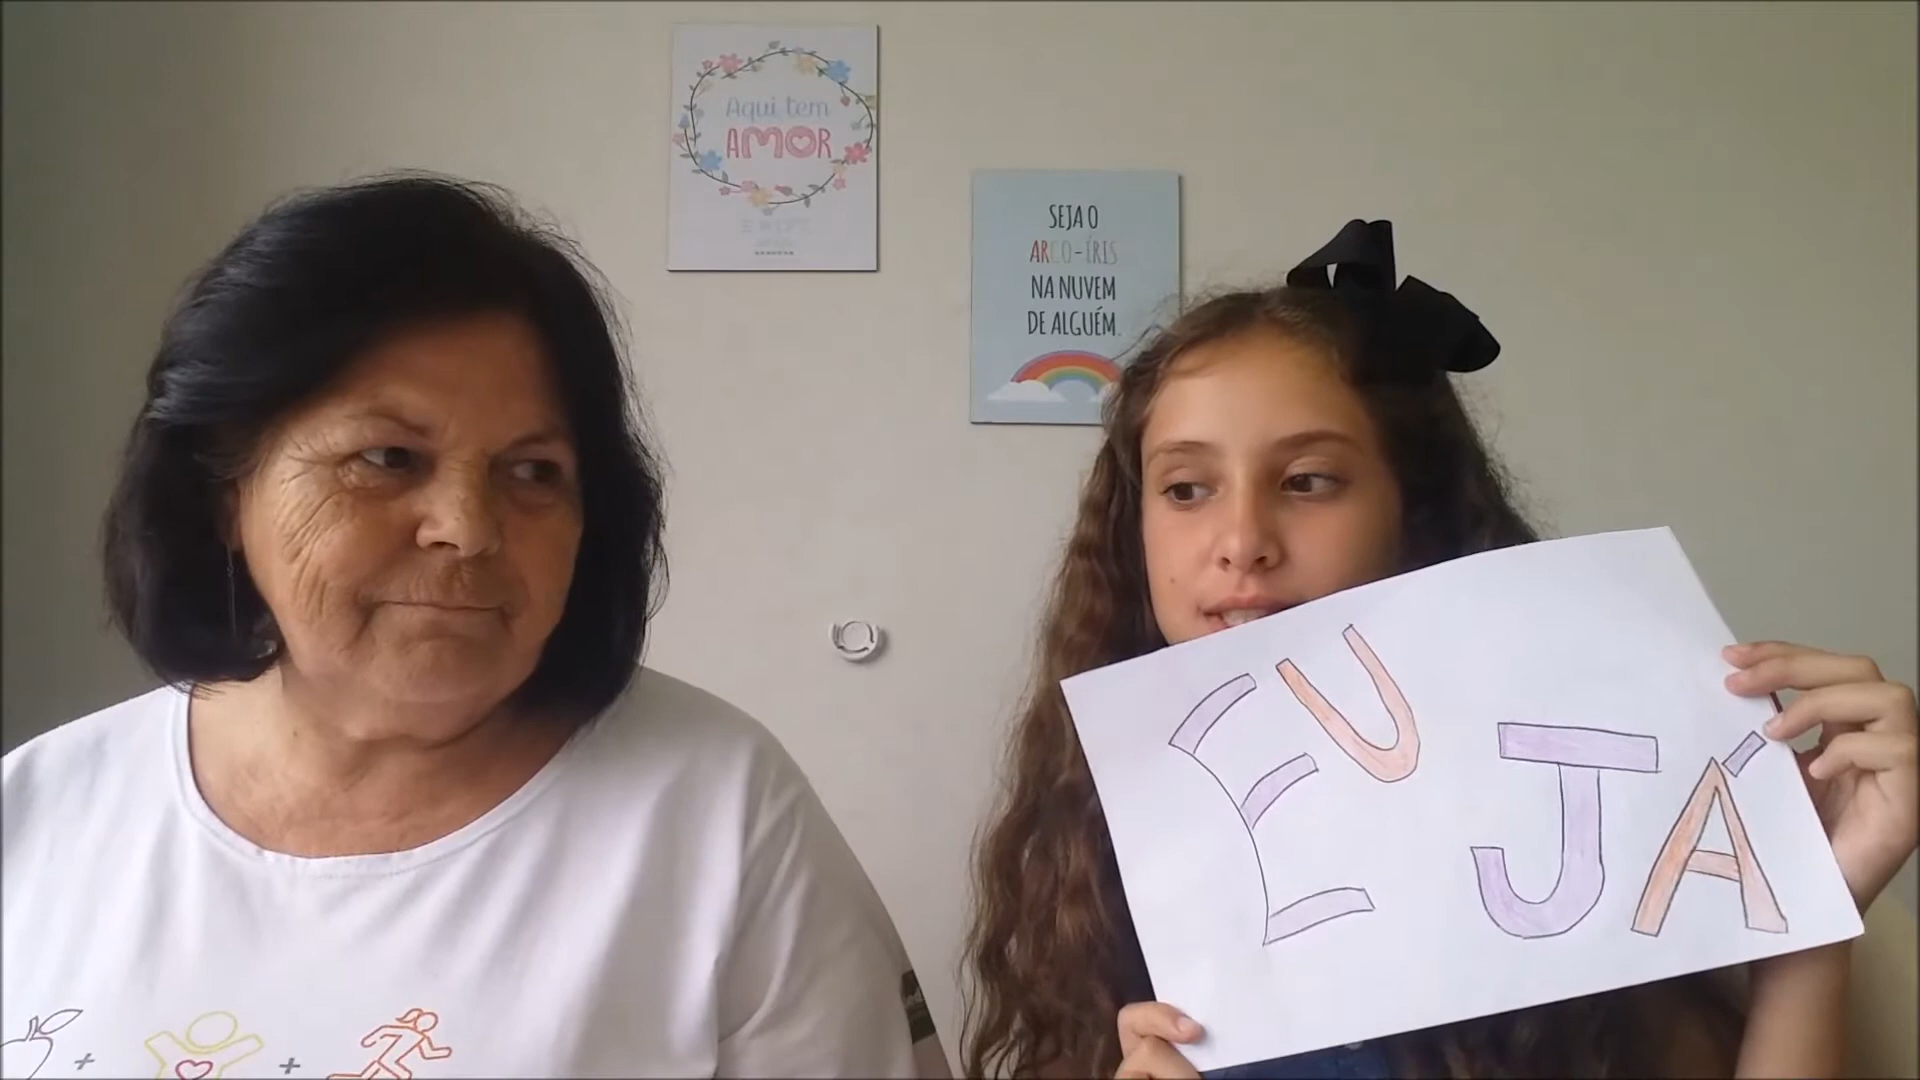 Aqui tem
AMOR
SEJA O
ARCO-ÍRIS
NA NUVEM
DE ALGUÉM.
EU JÁ
+
+